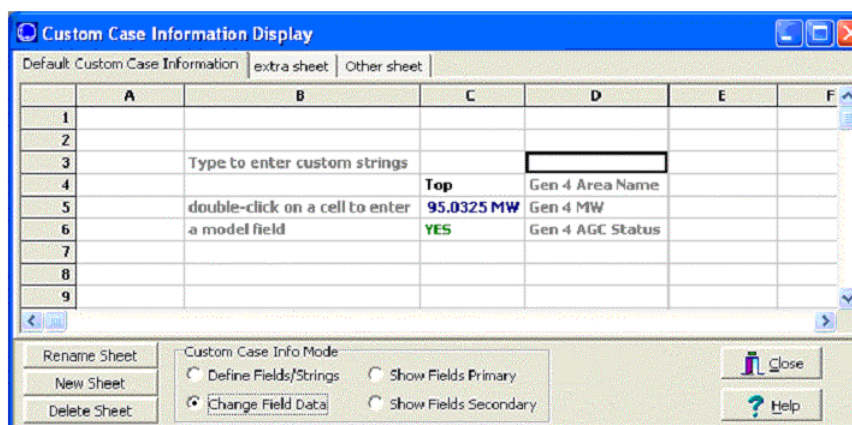 Custom Case Information Display
Default Custom Case Information extra sheet Other sheet
A B C D E F
1
2
3 Type to enter custom strings
4 Top Gen 4 Area Name
5 double-click on a cell to enter 95.0325 MW Gen 4 MW
6 a model field YES Gen 4 AGC Status
7
8
9
Rename Sheet
New Sheet
Delete Sheet
Custom Case Info Mode
Define Fields/Strings Show Fields Primary
Change Field Data Show Fields Secondary
Close
Help